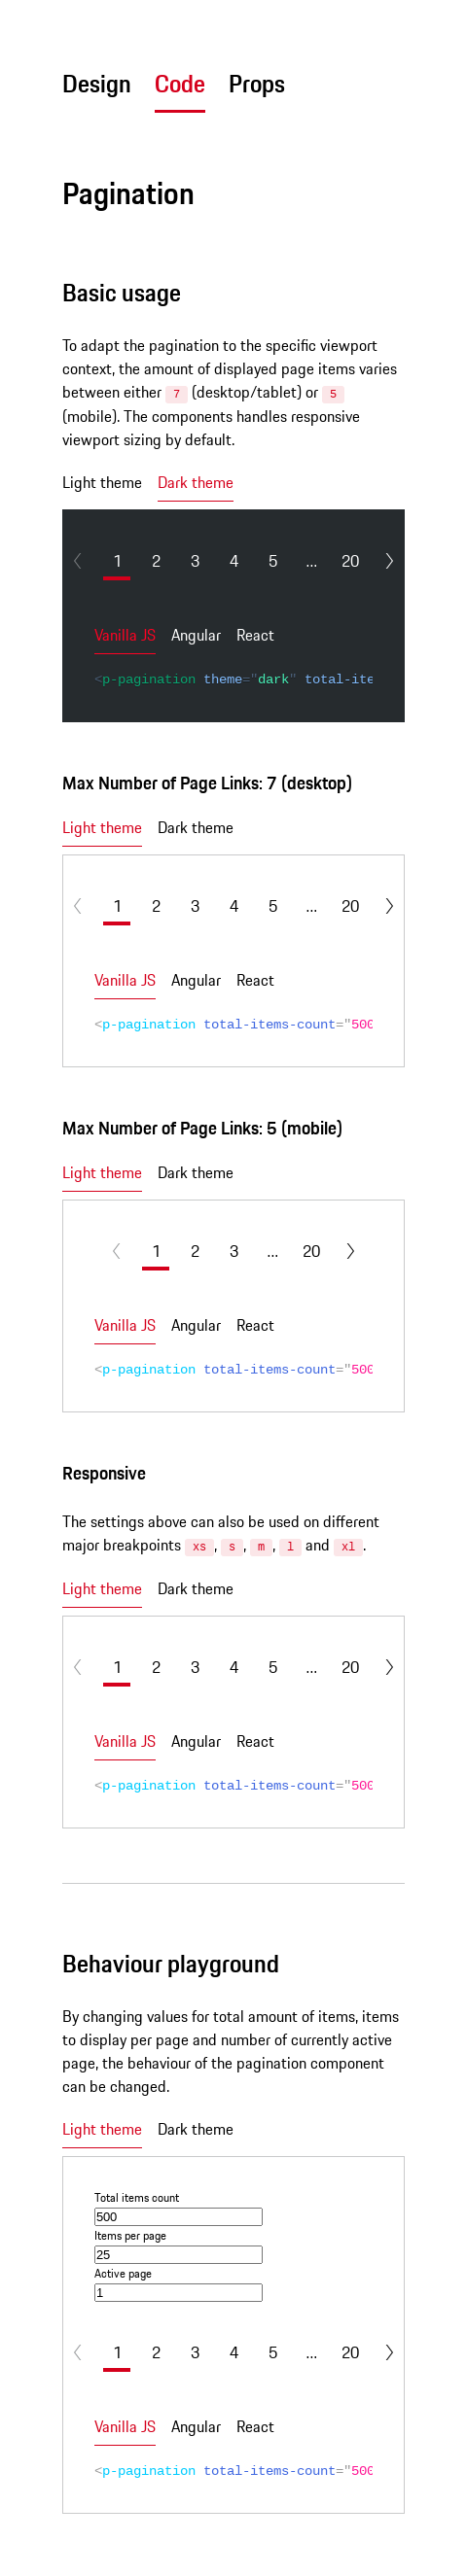 Design Code Props
Pagination
Basic usage
To adapt the pagination to the specific viewport
context, the amount of displayed page items varies
between either 7 (desktop/tablet) or 5
(mobile). The components handles responsive
viewport sizing by default.
Light theme Dark theme
1 2 3 4 5 ... 20
Vanilla JS Angular React
<p-pagination theme="dark" total-ite
Max Number of Page Links: 7 (desktop)
Light theme Dark theme
1 2 3 4 5 ... 20
Vanilla JS Angular React
<p-pagination total-items-count="500
Max Number of Page Links: 5 (mobile)
Light theme Dark theme
1 2 3 ... 20
Vanilla JS Angular React
<p-pagination total-items-count="500
Responsive
The settings above can also be used on different
major breakpoints xs, s, m, l and xl.
Light theme Dark theme
1 2 3 4 5 ... 20
Vanilla JS Angular React
<p-pagination total-items-count="500
Behaviour playground
By changing values for total amount of items, items
to display per page and number of currently active
page, the behaviour of the pagination component
can be changed.
Light theme Dark theme
Total items count
500
Items per page
25
Active page
1
1 2 3 4 5 ... 20
Vanilla JS Angular React
<p-pagination total-items-count="500